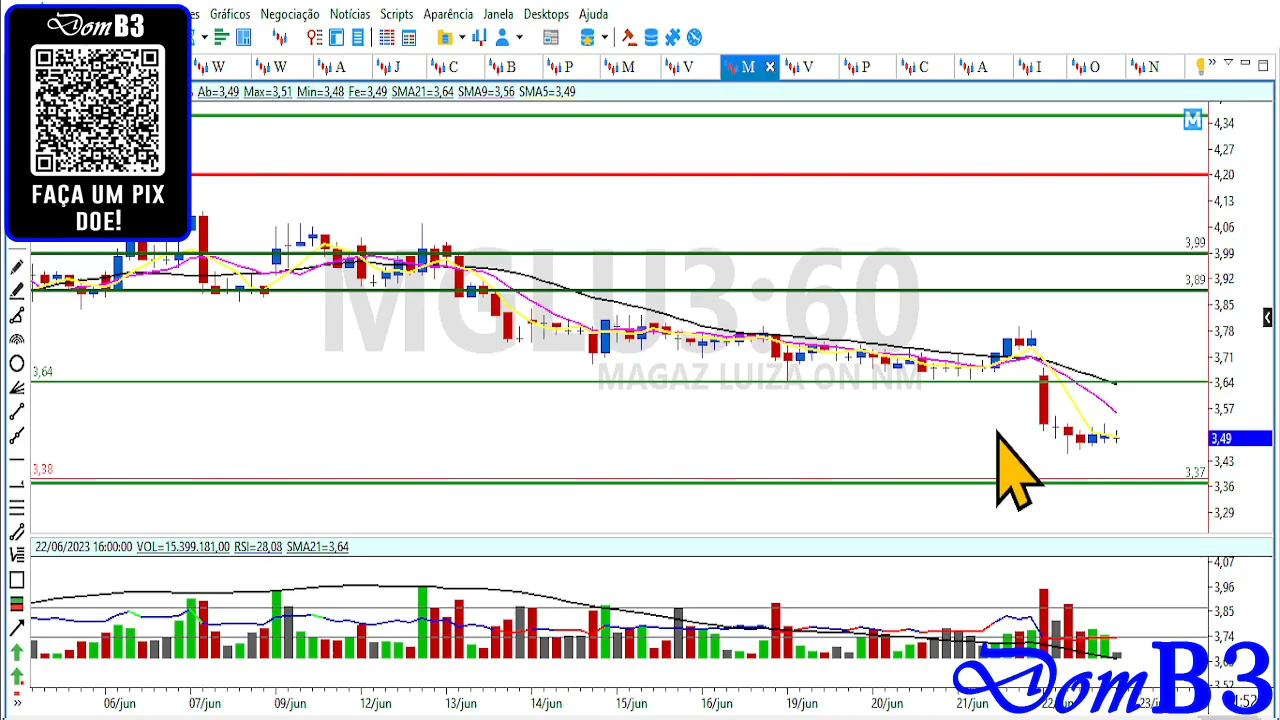 Dom B3
FAÇA UM PIX
DOE!
Gráficos Negociação Notícias Scripts Aparência Janela Desktops Ajuda
W W A J C B P M V M V P C A I O N
Ab=3,49 Max=3,51 Min=3,48 Fe=3,49 SMA21=3,64 SMA9=3,56 SMA5=3,49
M
4,34
4,27
4,20
4,13
4,06
3,99 3,99
3,92
3,89
3,85
3,78
3,71
3,64 3,64
3,57
3,49
3,43
3,38 3,37
3,36
3,29
MGLU3:60
MAGAZ LUIZA ON NM
22/06/2023 16:00:00 VOL=15.399.181,00 RSI=28,08 SMA21=3,64
4,07
3,96
3,85
3,74
06/jun 07/jun 09/jun 12/jun 13/jun 14/jun 15/jun 16/jun 19/jun 20/jun 21/jun
Dom B3